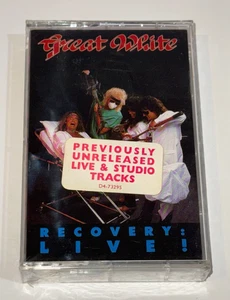 Great White
PREVIOUSLY
UNRELEASED
LIVE & STUDIO
TRACKS
D4-73295
RECOVERY:
LIVE!